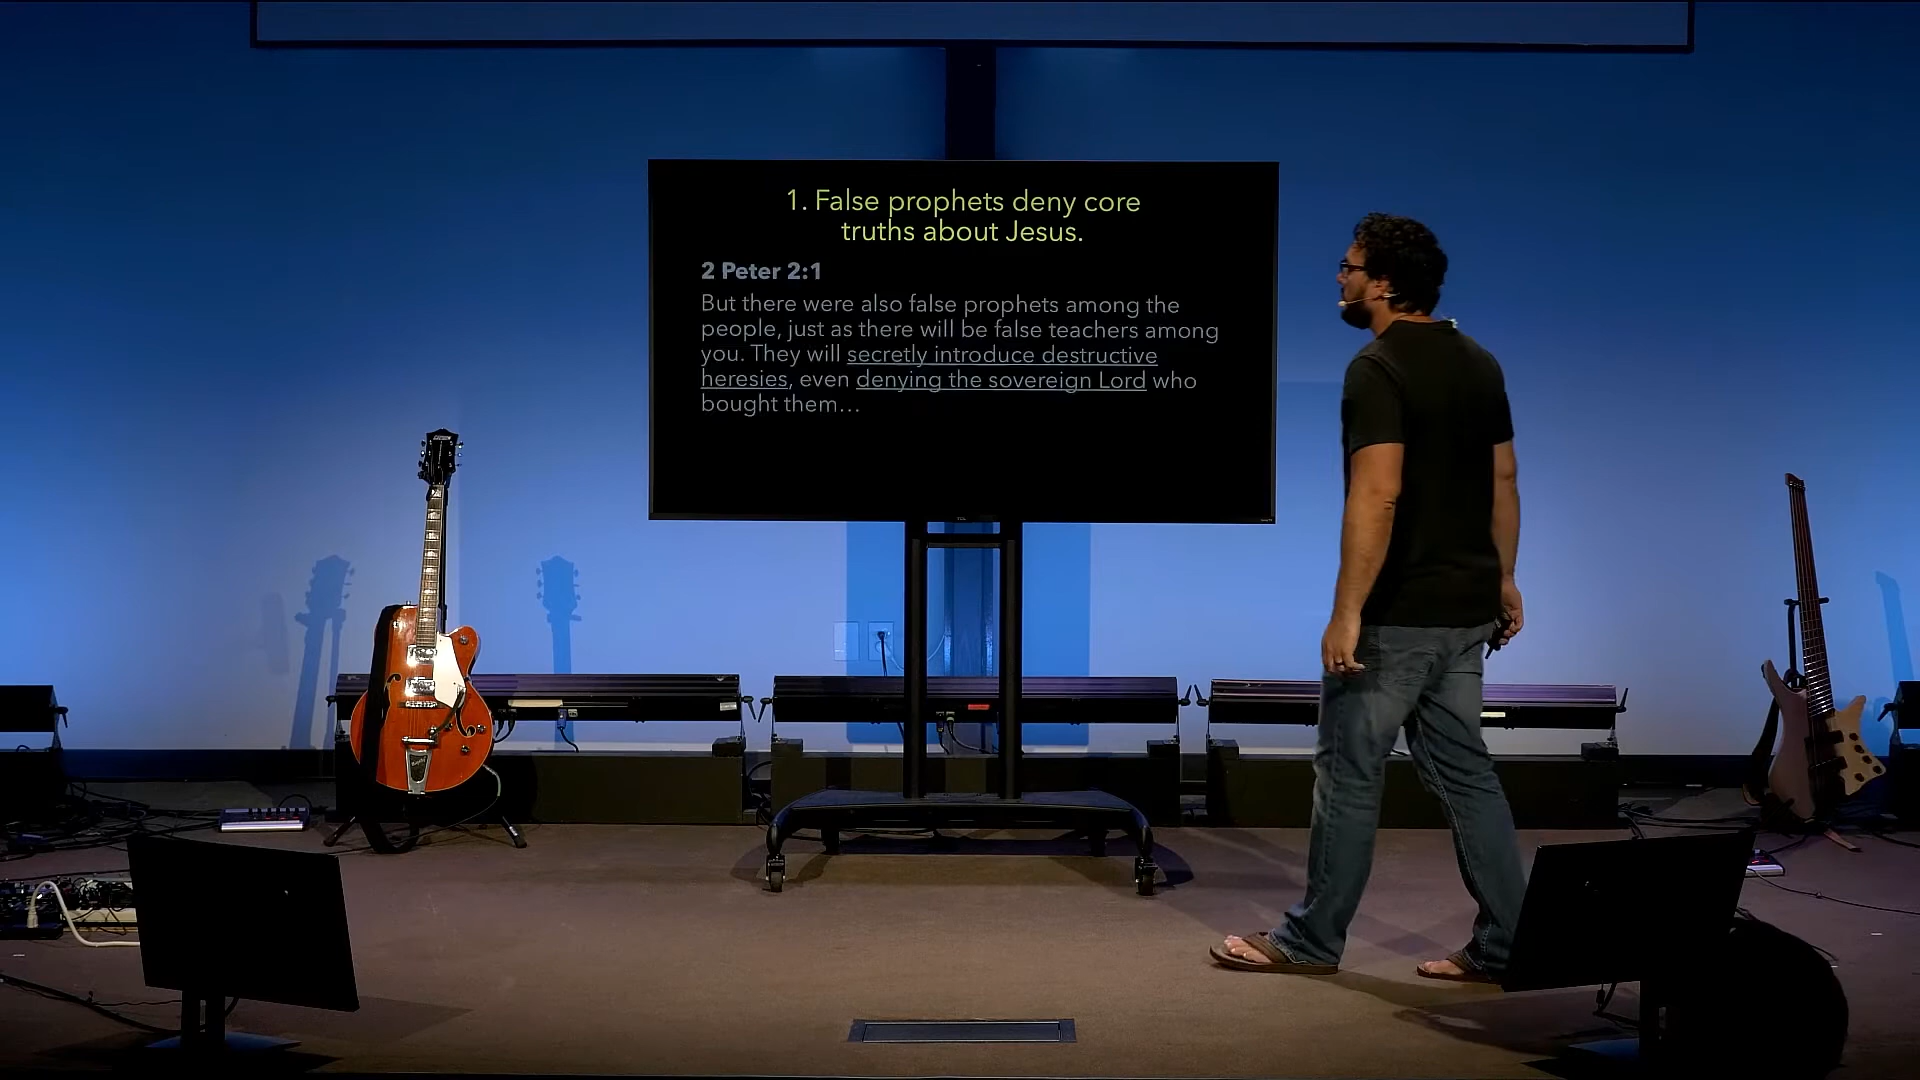 1. False prophets deny core
truths about Jesus.
2 Peter 2:1
But there were also false prophets among the
people, just as there will be false teachers among
you. They will secretly introduce destructive
heresies, even denying the sovereign Lord who
bought them…